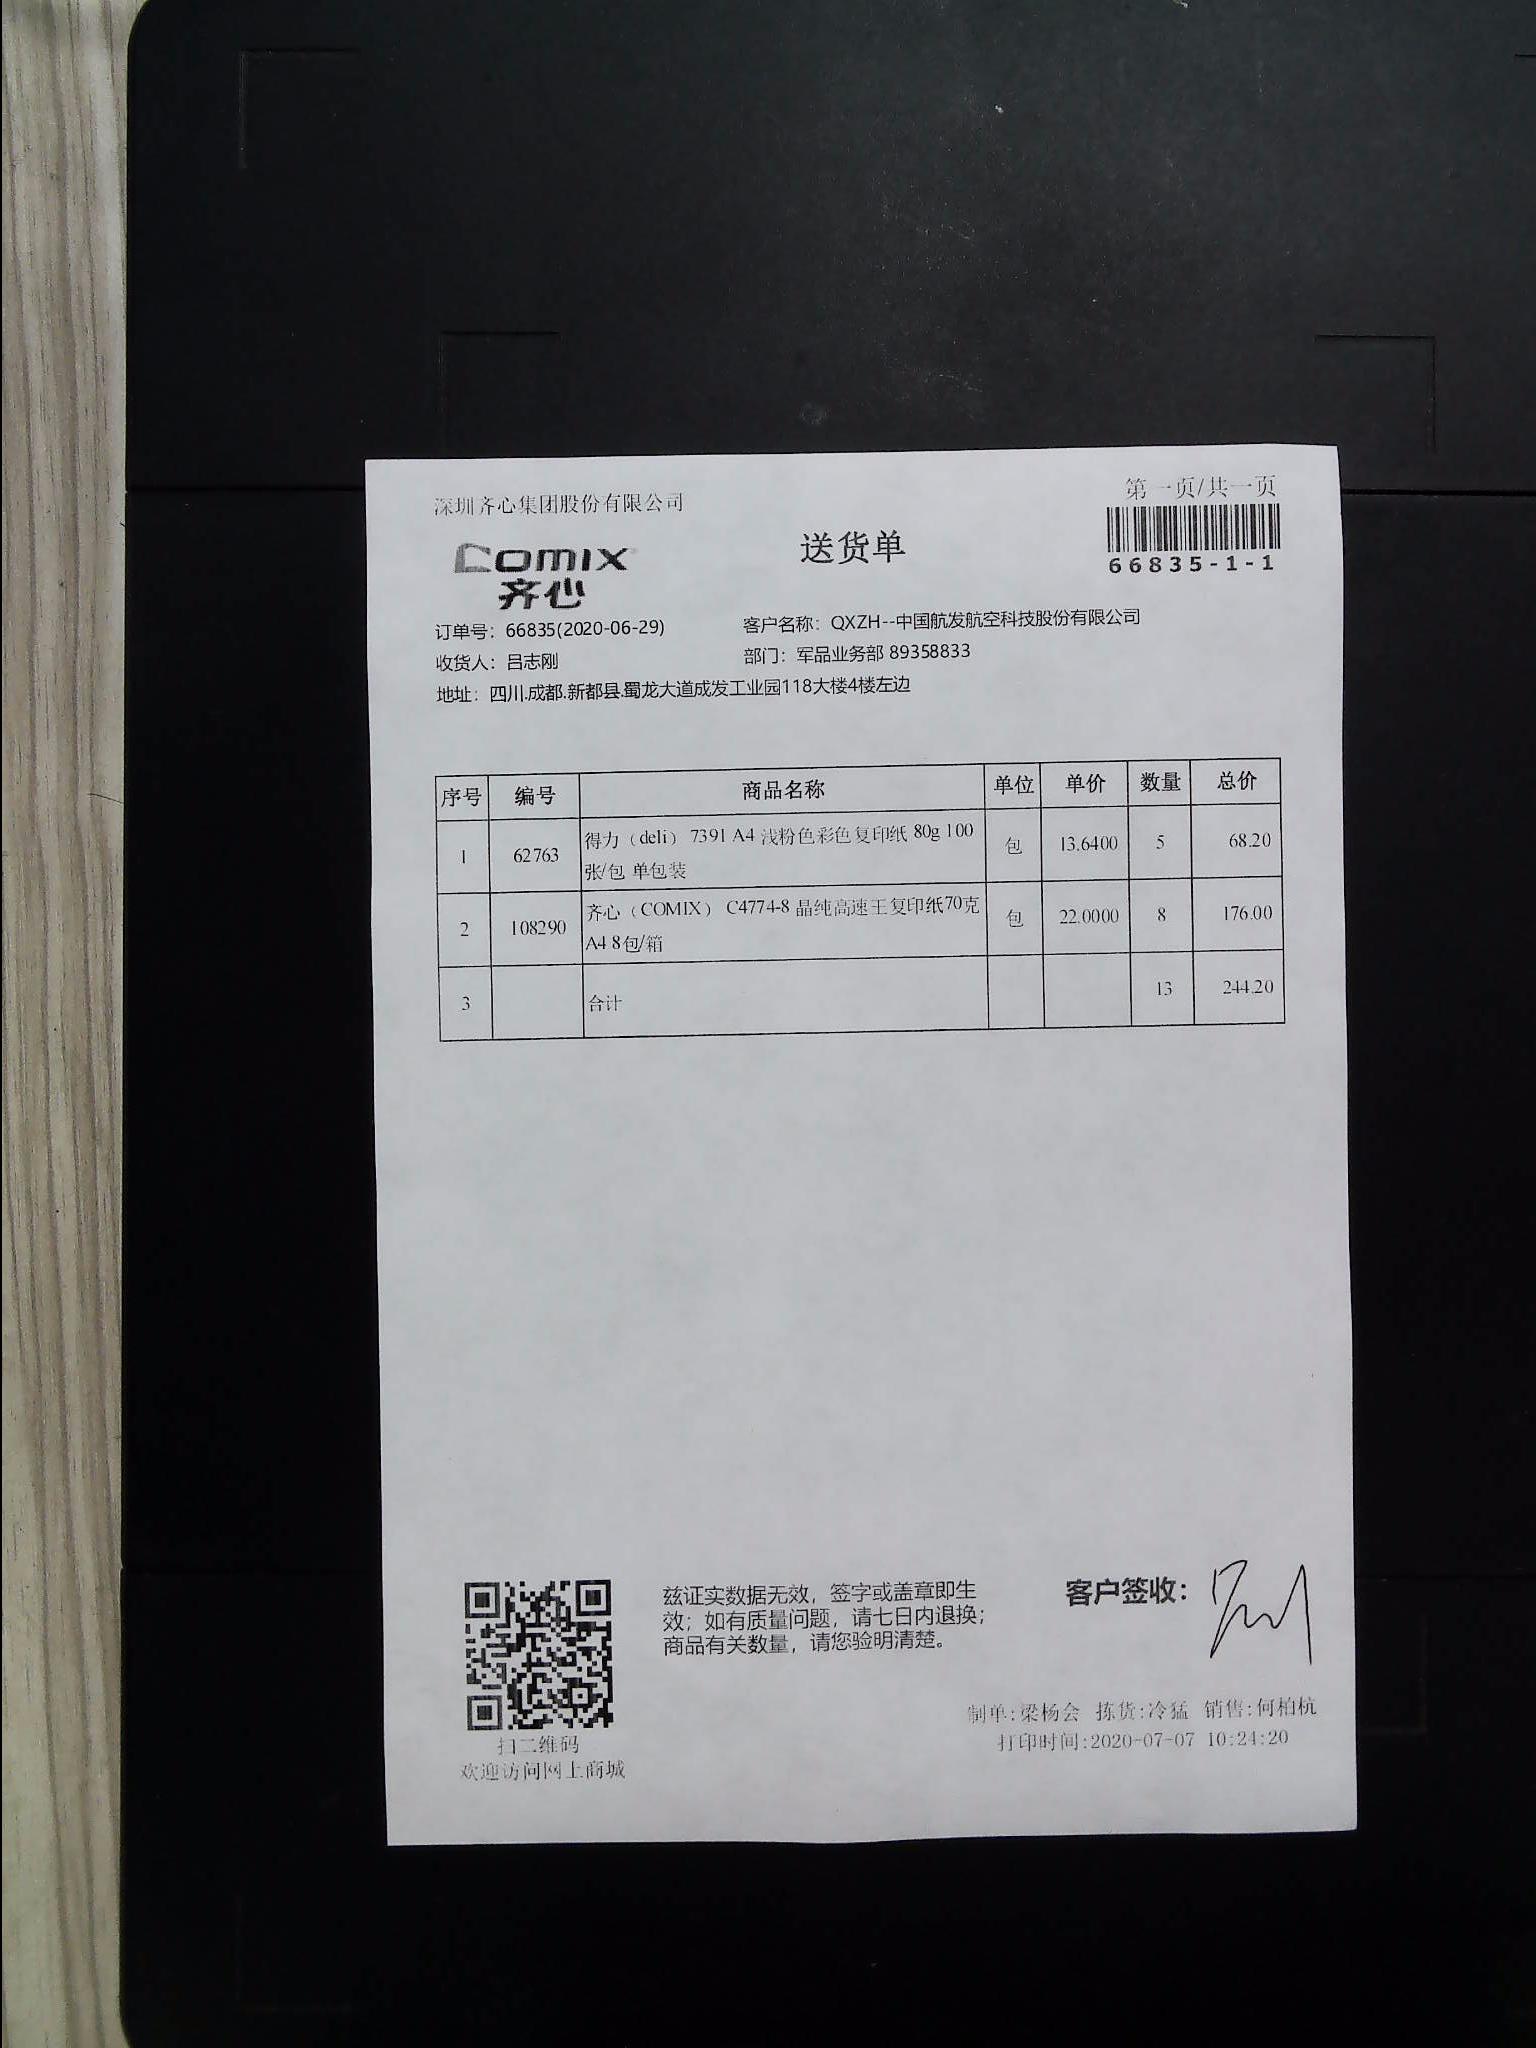 深圳齐心集团股份有限公司
第一页/共一页
COMIX
齐心
送货单
66835-1-1
订单号：66835(2020-06-29)
客户名称：QXZH--中国航发航空科技股份有限公司
收货人：吕志刚
部门：军品业务部 89358833
地址：四川.成都.新都县.蜀龙大道成发工业园118大楼4楼左边
序号 编号 商品名称 单位 单价 数量 总价
1 62763 得力（deli） 7391 A4 浅粉色彩色复印纸 80g 100 包 13.6400 5 68.20
张/包 单包装
2 108290 齐心（COMIX） C4774-8 晶纯高速王复印纸70克 包 22.0000 8 176.00
A4 8包/箱
3 合计 13 244.20
兹证实数据无效，签字或盖章即生
效；如有质量问题，请七日内退换；
商品有关数量，请您验明清楚。
客户签收：
扫二维码
欢迎访问网上商城
制单:梁杨会 拣货:冷猛 销售:何柏杭
打印时间:2020-07-07 10:24:20